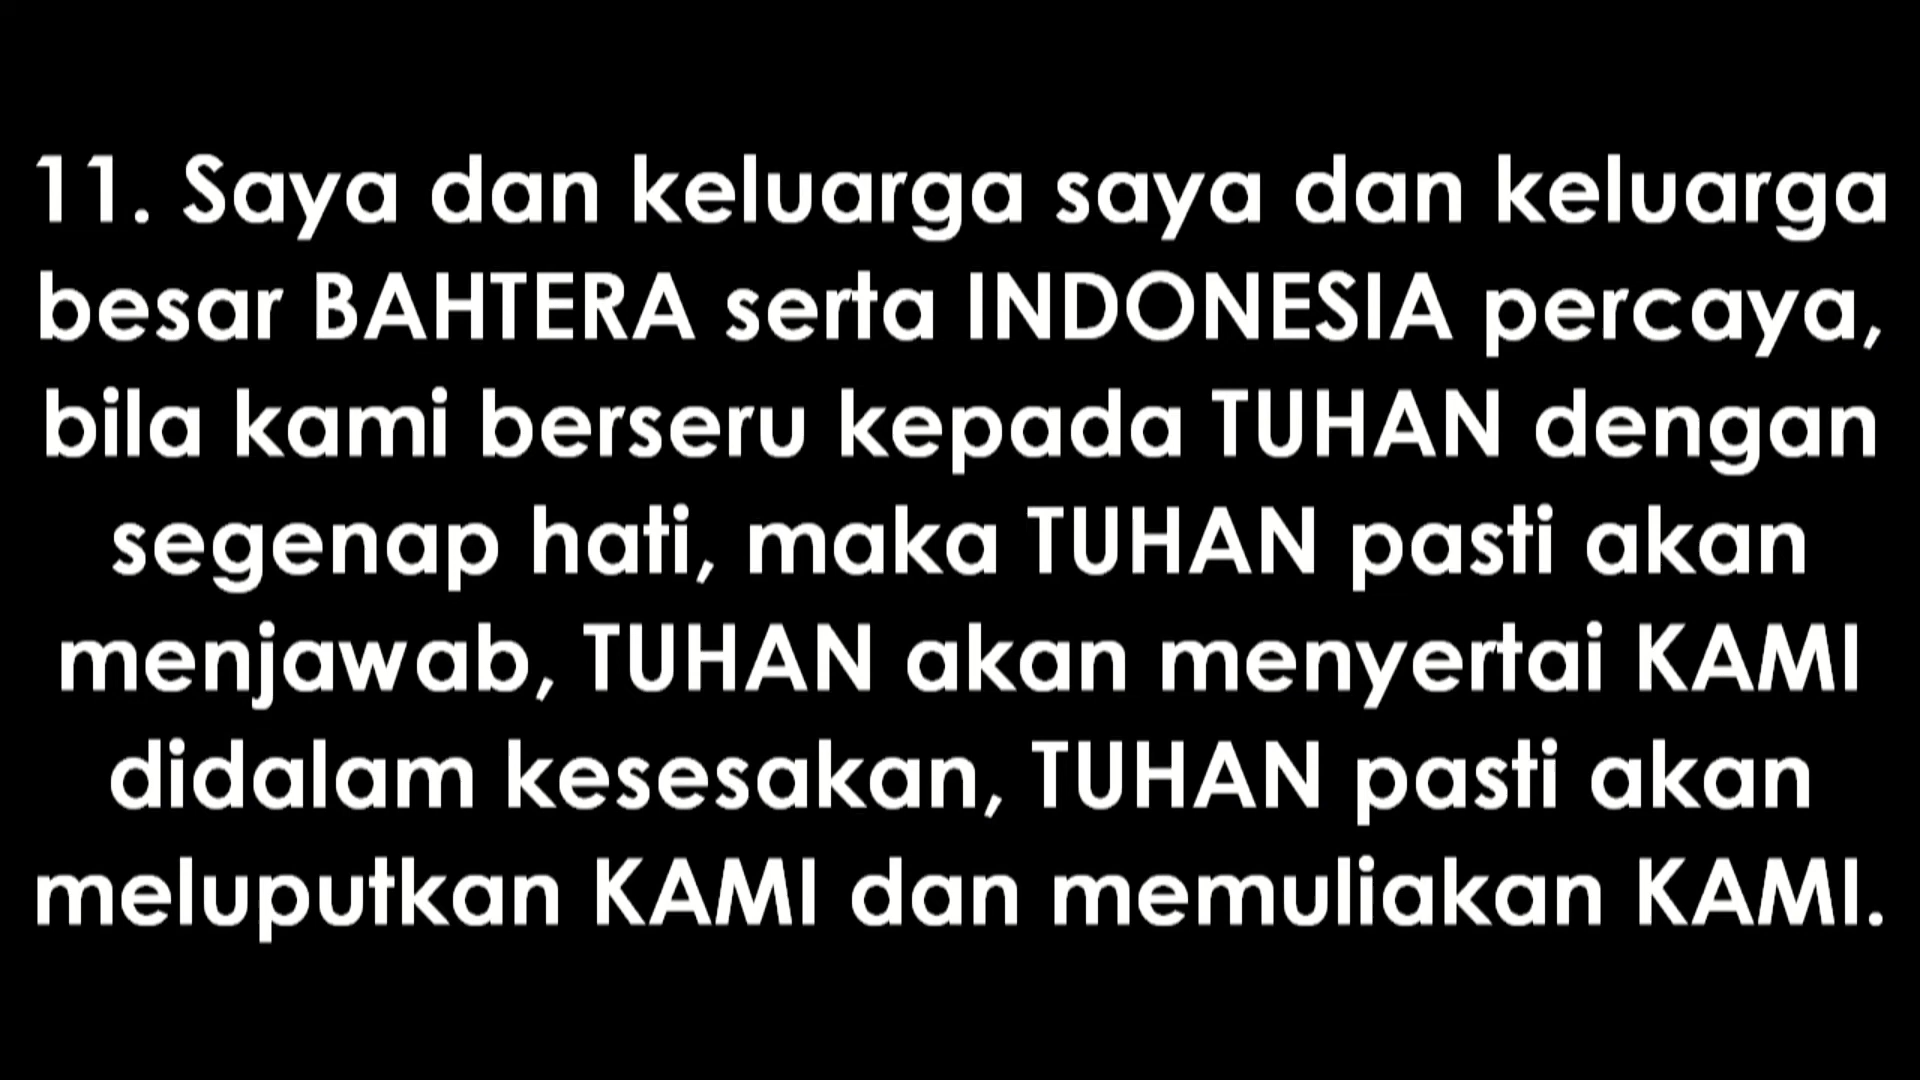 11. Saya dan keluarga saya dan keluarga
besar BAHTERA serta INDONESIA percaya,
bila kami berseru kepada TUHAN dengan
segenap hati, maka TUHAN pasti akan
menjawab, TUHAN akan menyertai KAMI
didalam kesesakan, TUHAN pasti akan
meluputkan KAMI dan memuliakan KAMI.